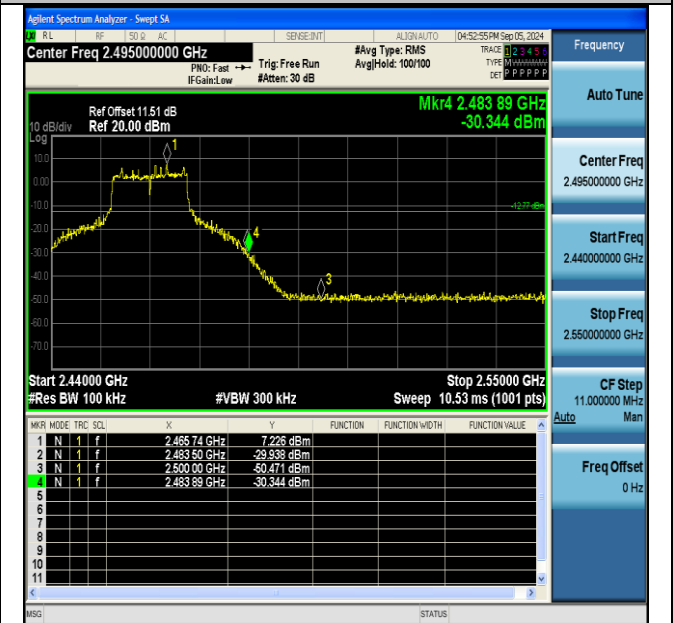 Agilent Spectrum Analyzer - Swept SA
RL RF 50 Ω AC SENSE:INT ALIGN AUTO 04:52:55 PM Sep 05, 2024
Center Freq 2.495000000 GHz
#Avg Type: RMS
TRACE 1 2 3 4 5 6
PNO: Fast Trig: Free Run Avg|Hold: 100/100
TYPE M
IFGain:Low #Atten: 30 dB
DET P P P P P P
Frequency
Auto Tune
Center Freq
2.495000000 GHz
Start Freq
2.440000000 GHz
Stop Freq
2.550000000 GHz
CF Step
11.000000 MHz
Auto Man
Freq Offset
0 Hz
Mkr4 2.483 89 GHz
-30.344 dBm
Ref Offset 11.51 dB
10 dB/div Ref 20.00 dBm
Log
1
10.0
0.00
-10.0
-12.77 dBm
-20.0
4
-30.0
-40.0
3
-50.0
-60.0
-70.0
Start 2.44000 GHz Stop 2.55000 GHz
#Res BW 100 kHz #VBW 300 kHz Sweep 10.53 ms (1001 pts)
MKR MODE TRC SCL X Y FUNCTION FUNCTION WIDTH FUNCTION VALUE
1 N 1 f 2.465 74 GHz 7.226 dBm
2 N 1 f 2.483 50 GHz -29.938 dBm
3 N 1 f 2.500 00 GHz -50.471 dBm
4 N 1 f 2.483 89 GHz -30.344 dBm
5
6
7
8
9
10
11
MSG STATUS